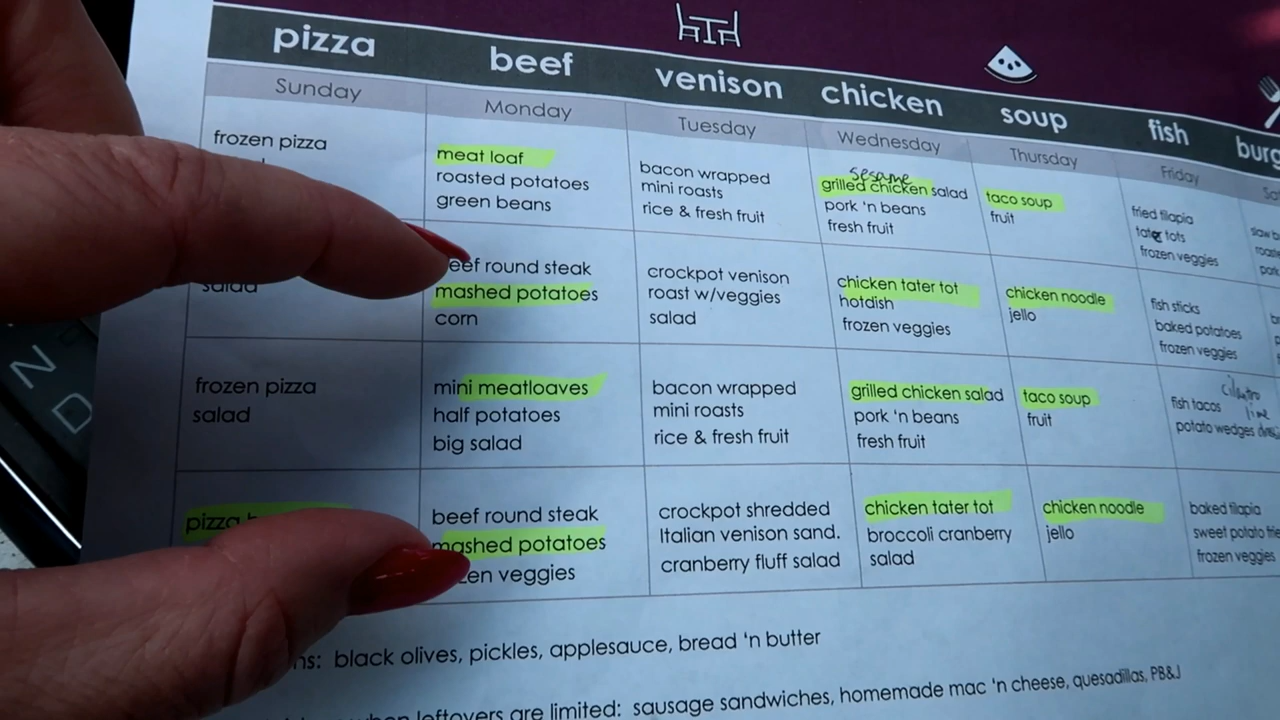 pizza beef venison chicken soup fish
Sunday Monday Tuesday Wednesday Thursday Friday
frozen pizza
meat loaf
roasted potatoes
green beans
bacon wrapped
mini roasts
rice & fresh fruit
sesame
grilled chicken salad
pork 'n beans
fresh fruit
taco soup
fruit
fried tilapia
tater tots
frozen veggies
salad
beef round steak
mashed potatoes
corn
crockpot venison
roast w/veggies
salad
chicken tater tot
hotdish
frozen veggies
chicken noodle
jello
fish sticks
baked potatoes
frozen veggies
frozen pizza
salad
mini meatloaves
half potatoes
big salad
bacon wrapped
mini roasts
rice & fresh fruit
grilled chicken salad
pork 'n beans
fresh fruit
taco soup
fruit
cilantro
lime
fish tacos
potato wedges
pizza
beef round steak
mashed potatoes
veggies
crockpot shredded
Italian venison sand.
cranberry fluff salad
chicken tater tot
broccoli cranberry
salad
chicken noodle
jello
baked tilapia
sweet potato
frozen veggies
black olives, pickles, applesauce, bread 'n butter
when leftovers are limited: sausage sandwiches, homemade mac 'n cheese, quesadillas, PB&J
N
D